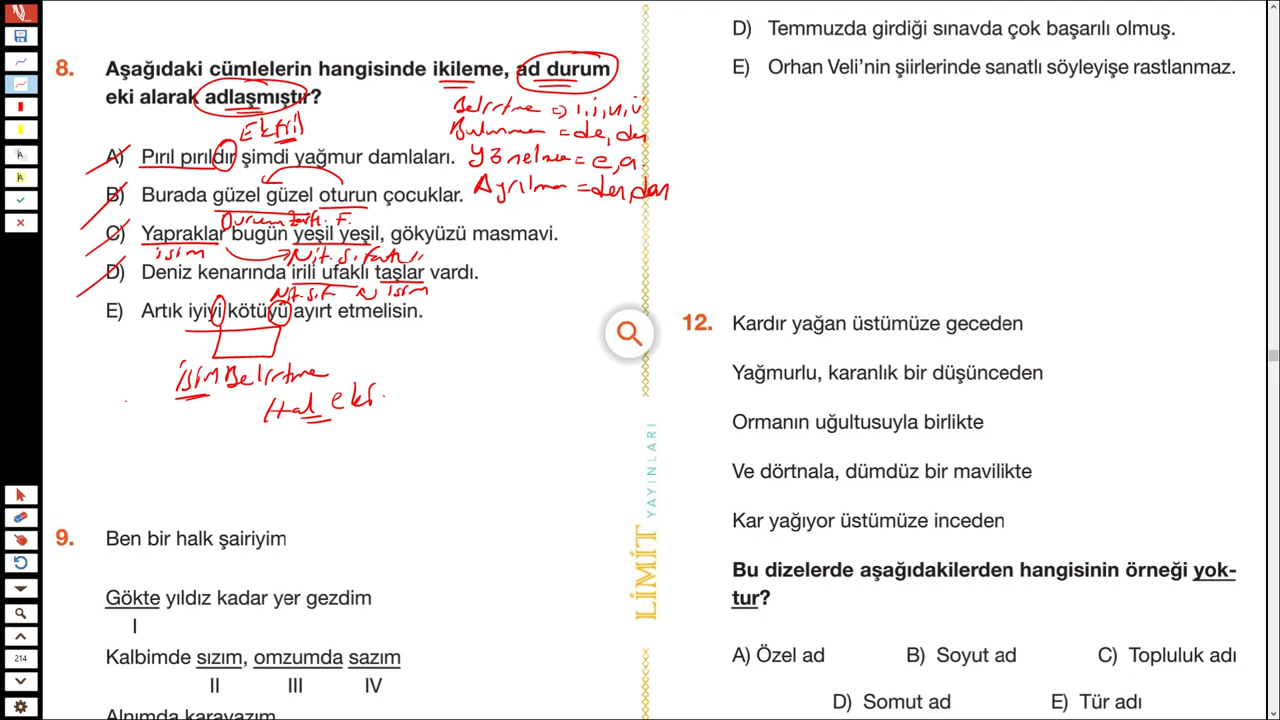 8. Aşağıdaki cümlelerin hangisinde ikileme, ad durum
eki alarak adlaşmıştır?
Belirtme => ı, i, u, ü
Bulunma = de, da
Yönelme = e, a
Ayrılma = den, dan
Ekfiil
A) Pırıl pırıldır şimdi yağmur damlaları.
B) Burada güzel güzel oturun çocuklar.
Durum Zarfı. F.
C) Yapraklar bugün yeşil yeşil, gökyüzü masmavi.
isim Nit. Sıfatı
D) Deniz kenarında irili ufaklı taşlar vardı.
Nit. sıf isim
E) Artık iyiyi kötüyü ayırt etmelisin.
isim Belirtme
Hal eki
9. Ben bir halk şairiyim
Gökte yıldız kadar yer gezdim
I
Kalbimde sızım, omzumda sazım
II III IV
Alnımda karayazım
LİMİT YAYINLARI
D) Temmuzda girdiği sınavda çok başarılı olmuş.
E) Orhan Veli’nin şiirlerinde sanatlı söyleyişe rastlanmaz.
12. Kardır yağan üstümüze geceden
Yağmurlu, karanlık bir düşünceden
Ormanın uğultusuyla birlikte
Ve dörtnala, dümdüz bir mavilikte
Kar yağıyor üstümüze inceden
Bu dizelerde aşağıdakilerden hangisinin örneği yok-
tur?
A) Özel ad B) Soyut ad C) Topluluk adı
D) Somut ad E) Tür adı
214